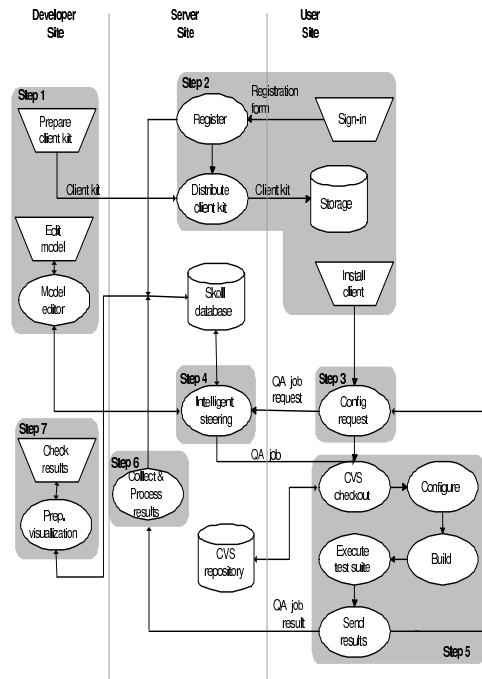 Developer
Site
Server
Site
User
Site
Step 1
Prepare
client kit
Client kit
Edit
model
Model
editor
Step 2
Registration
form
Register
Sign-in
Distribute
client kit
Client kit
Storage
Install
client
Skoll
database
Step 4
Intelligent
steering
QA job
request
Step 3
Config
request
QA job
Step 7
Check
results
Prep.
visualization
Step 6
Collect &
Process
results
CVS
repository
CVS
checkout
Configure
Execute
test suite
Build
QA job
result
Send
results
Step 5